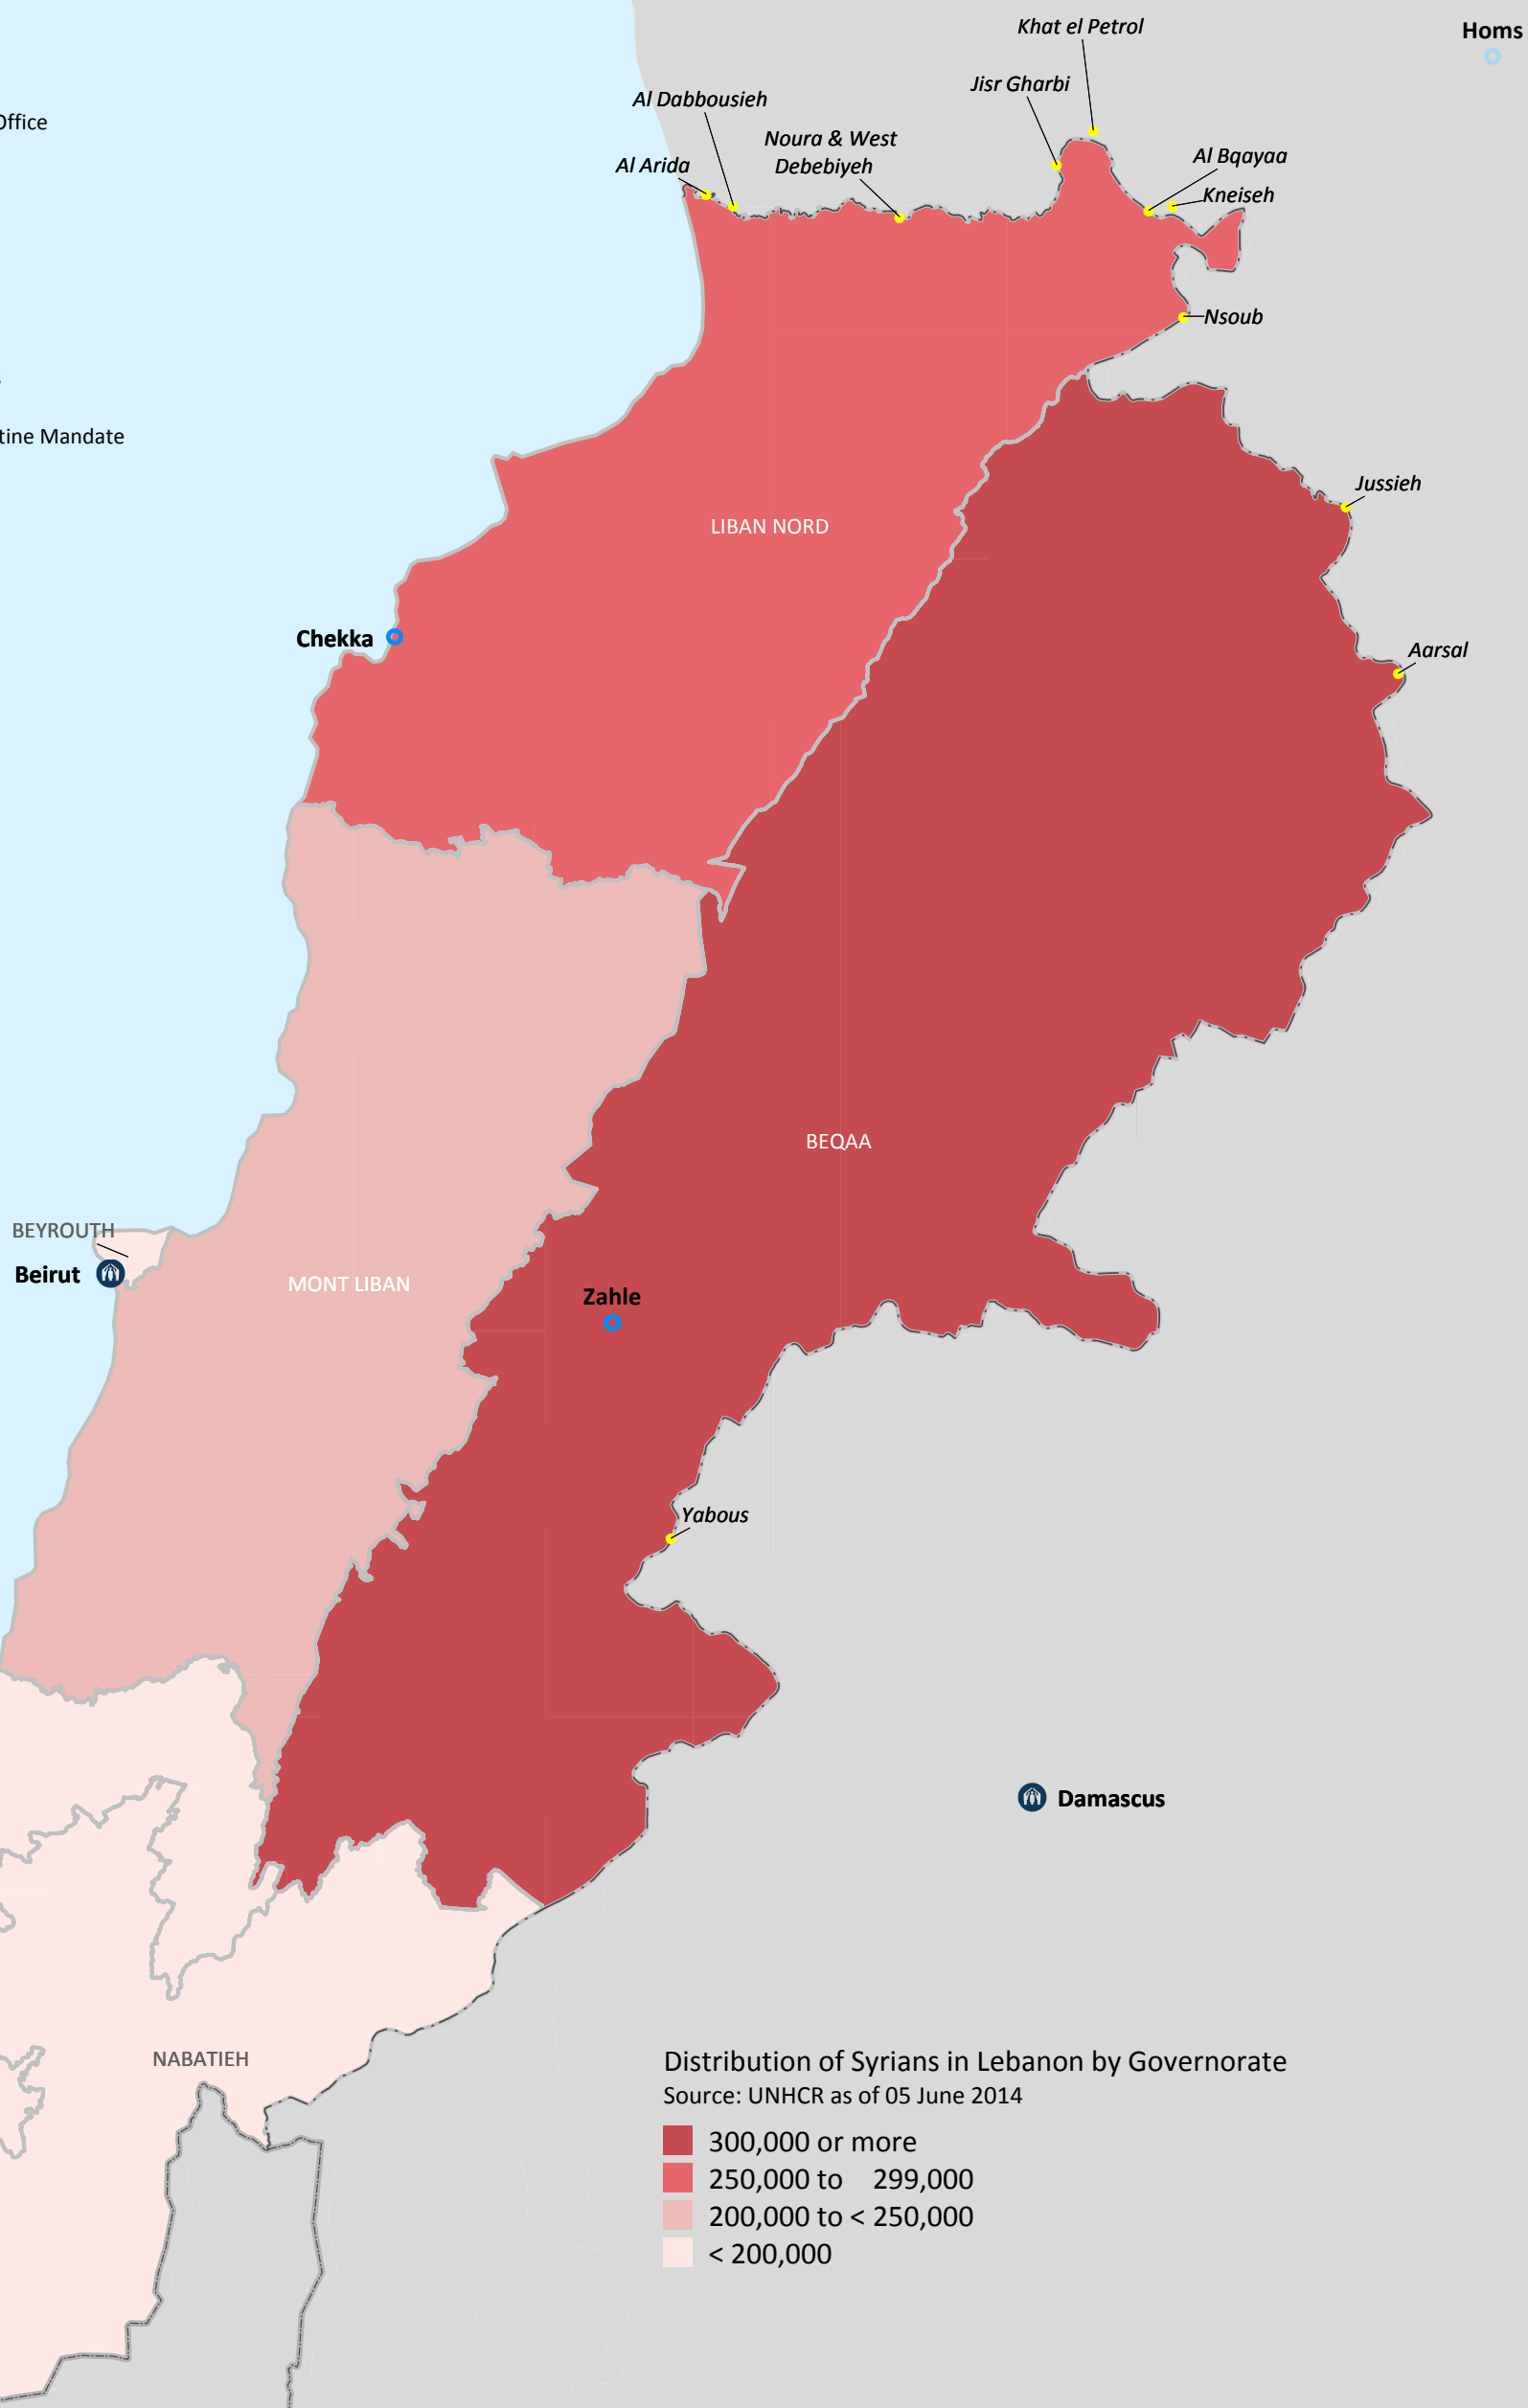 Khat el Petrol
Homs
Jisr Gharbi
Al Dabbousieh
Office
Noura & West
Debebiyeh
Al Bqayaa
Al Arida
Kneiseh
Nsoub
s
tine Mandate
Jussieh
LIBAN NORD
Chekka
Aarsal
BEQAA
BEYROUTH
Beirut
MONT LIBAN
Zahle
Yabous
Damascus
NABATIEH
Distribution of Syrians in Lebanon by Governorate
Source: UNHCR as of 05 June 2014
300,000 or more
250,000 to 299,000
200,000 to < 250,000
< 200,000